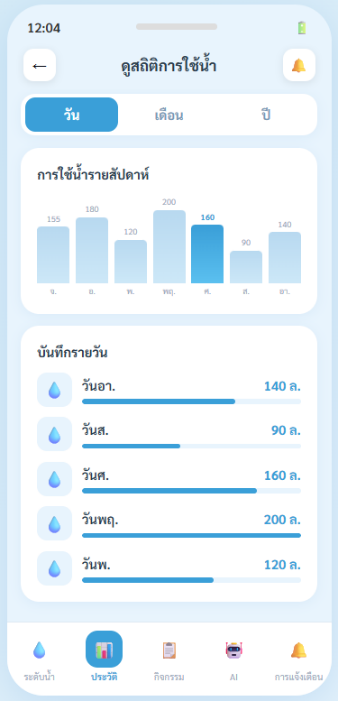 12:04
← ดูสถิติการใช้น้ำ
วัน เดือน ปี
การใช้น้ำรายสัปดาห์
155 180 120 200 160 90 140
จ. อ. พ. พฤ. ศ. ส. อา.
บันทึกรายวัน
วันอา. 140 ล.
วันส. 90 ล.
วันศ. 160 ล.
วันพฤ. 200 ล.
วันพ. 120 ล.
ระดับน้ำ ประวัติ กิจกรรม AI การแจ้งเตือน